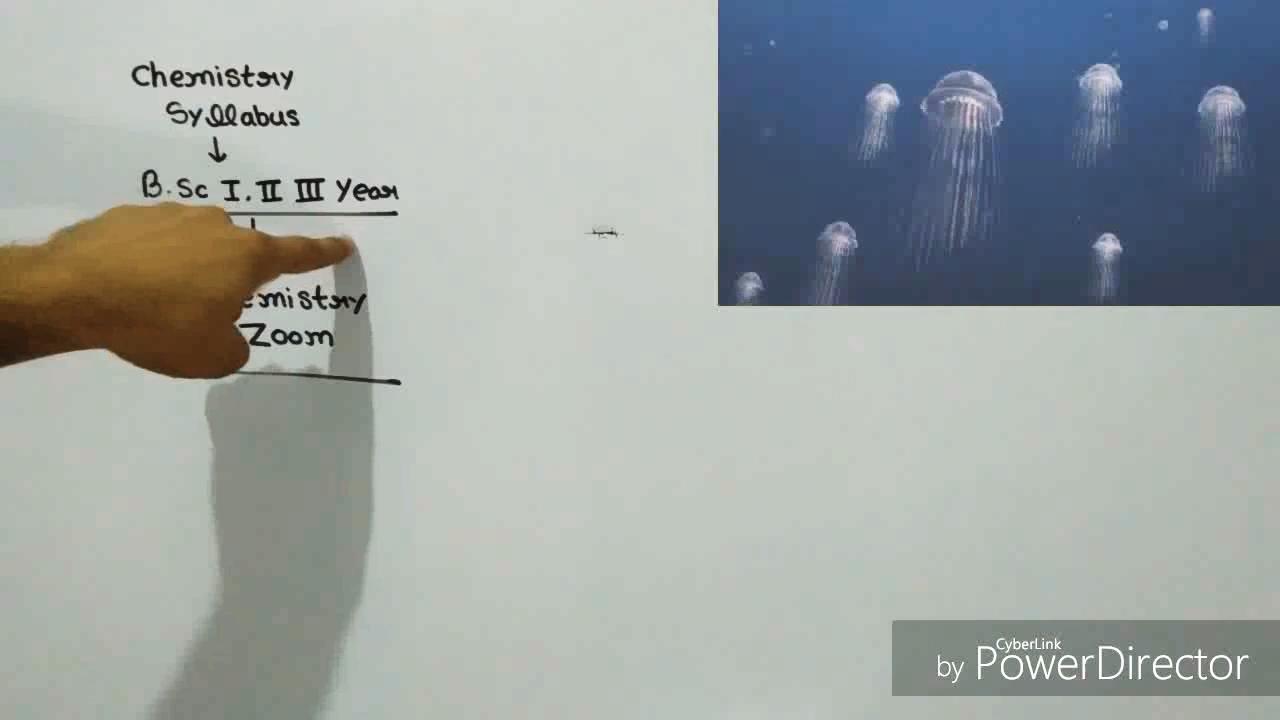 Chemistry
Syllabus
B.Sc I.II III Year
emistry
Zoom
CyberLink
by PowerDirector